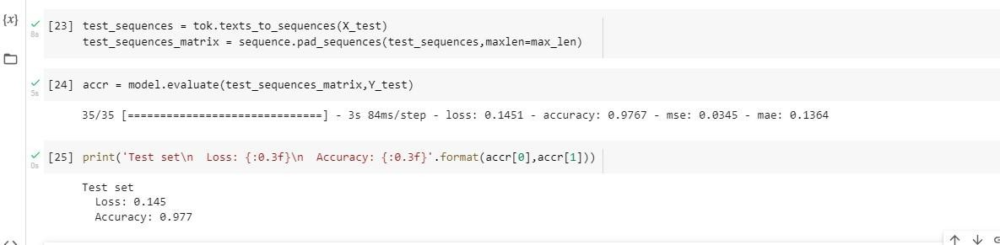 {x}
[23] test_sequences = tok.texts_to_sequences(X_test)
8s
test_sequences_matrix = sequence.pad_sequences(test_sequences,maxlen=max_len)
[24] accr = model.evaluate(test_sequences_matrix,Y_test)
5s
35/35 [==============================] - 3s 84ms/step - loss: 0.1451 - accuracy: 0.9767 - mse: 0.0345 - mae: 0.1364
[25] print('Test set\n  Loss: {:0.3f}\n  Accuracy: {:0.3f}'.format(accr[0],accr[1]))
0s
Test set
  Loss: 0.145
  Accuracy: 0.977